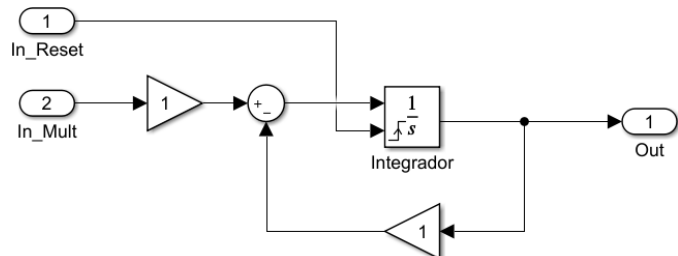 1
In_Reset
2
In_Mult
1
+
−
1
s
Integrador
1
Out
1